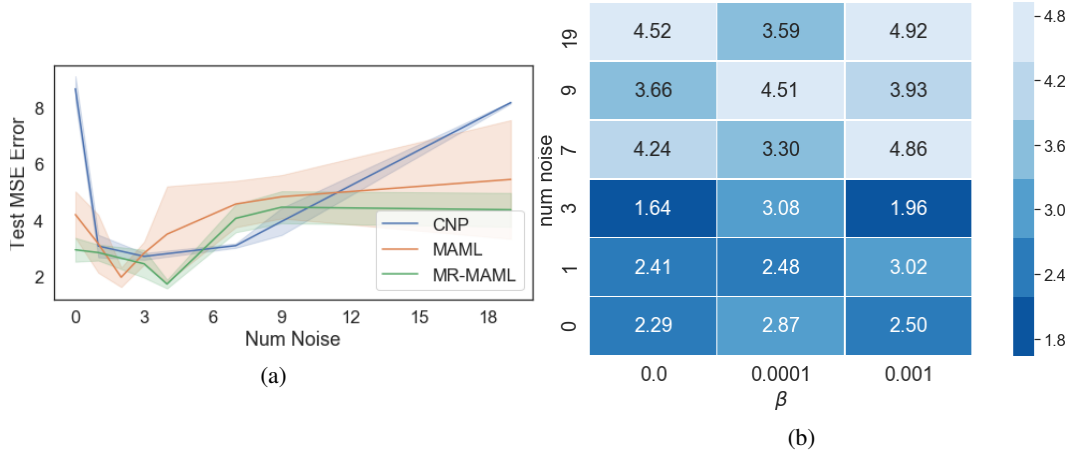 Test MSE Error
8
6
4
2
0 3 6 9 12 15 18
Num Noise
CNP
MAML
MR-MAML
(a)
num noise
19 4.52 3.59 4.92
9 3.66 4.51 3.93
7 4.24 3.30 4.86
3 1.64 3.08 1.96
1 2.41 2.48 3.02
0 2.29 2.87 2.50
0.0 0.0001 0.001
β
4.8
4.2
3.6
3.0
2.4
1.8
(b)